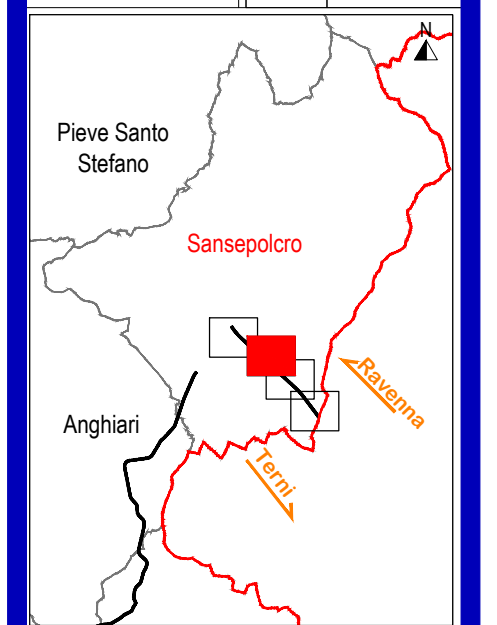 N
Pieve Santo
Stefano
Sansepolcro
Ravenna
Anghiari
Terni